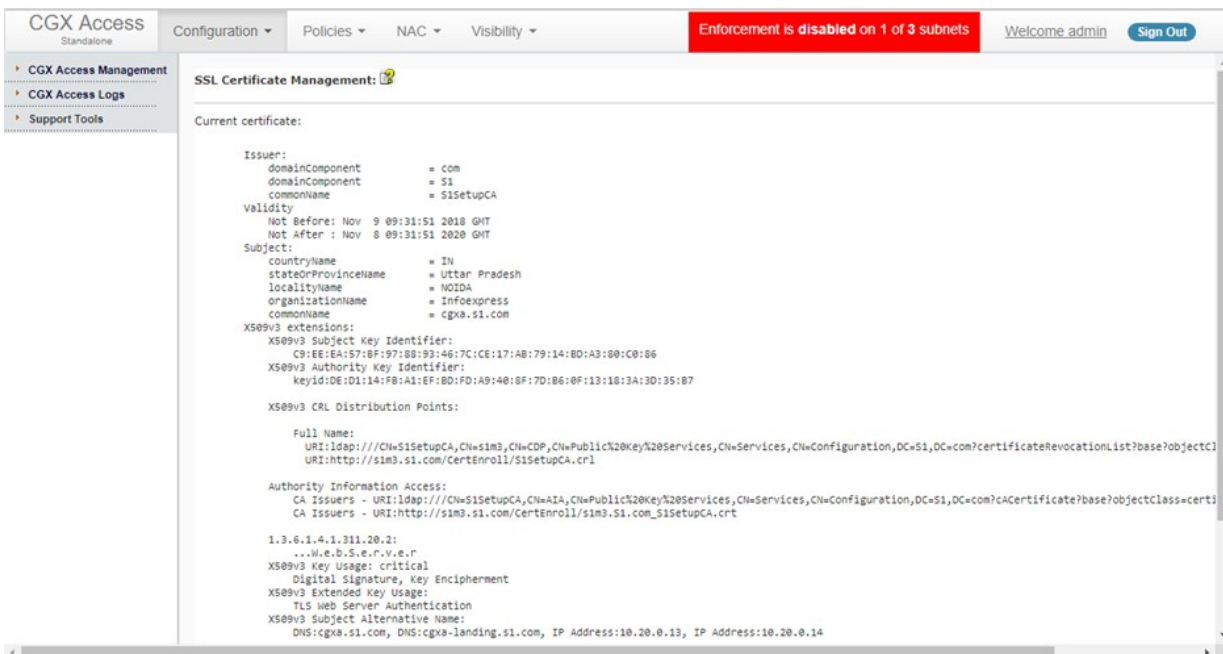 CGX Access
Standalone
Configuration Policies NAC Visibility
Enforcement is disabled on 1 of 3 subnets
Welcome admin
Sign Out
CGX Access Management
CGX Access Logs
Support Tools
SSL Certificate Management:
Current certificate:
Issuer:
domainComponent = com
domainComponent = S1
commonName = S1SetupCA
Validity
Not Before: Nov 9 09:31:51 2018 GMT
Not After : Nov 8 09:31:51 2020 GMT
Subject:
countryName = IN
stateOrProvinceName = Uttar Pradesh
localityName = NOIDA
organizationName = Infoexpress
commonName = cgxa.s1.com
X509v3 extensions:
X509v3 Subject Key Identifier:
C9:EE:EA:57:BF:97:88:93:46:7C:CE:17:AB:79:14:BD:A3:80:C0:86
X509v3 Authority Key Identifier:
keyid:DE:D1:14:FB:A1:EF:BD:FD:A9:40:8F:7D:B6:0F:13:18:3A:3D:35:B7
X509v3 CRL Distribution Points:
Full Name:
URI:ldap:///CN=S1SetupCA,CN=s1m3,CN=CDP,CN=Public%20Key%20Services,CN=Services,CN=Configuration,DC=S1,DC=com?certificateRevocationList?base?objectCl
URI:http://s1m3.s1.com/CertEnroll/S1SetupCA.crl
Authority Information Access:
CA Issuers - URI:ldap:///CN=S1SetupCA,CN=AIA,CN=Public%20Key%20Services,CN=Services,CN=Configuration,DC=S1,DC=com?cACertificate?base?objectClass=certi
CA Issuers - URI:http://s1m3.s1.com/CertEnroll/s1m3.S1.com_S1SetupCA.crt
1.3.6.1.4.1.311.20.2:
...W.e.b.S.e.r.v.e.r
X509v3 Key Usage: critical
Digital Signature, Key Encipherment
X509v3 Extended Key Usage:
TLS Web Server Authentication
X509v3 Subject Alternative Name:
DNS:cgxa.s1.com, DNS:cgxa-landing.s1.com, IP Address:10.20.0.13, IP Address:10.20.0.14